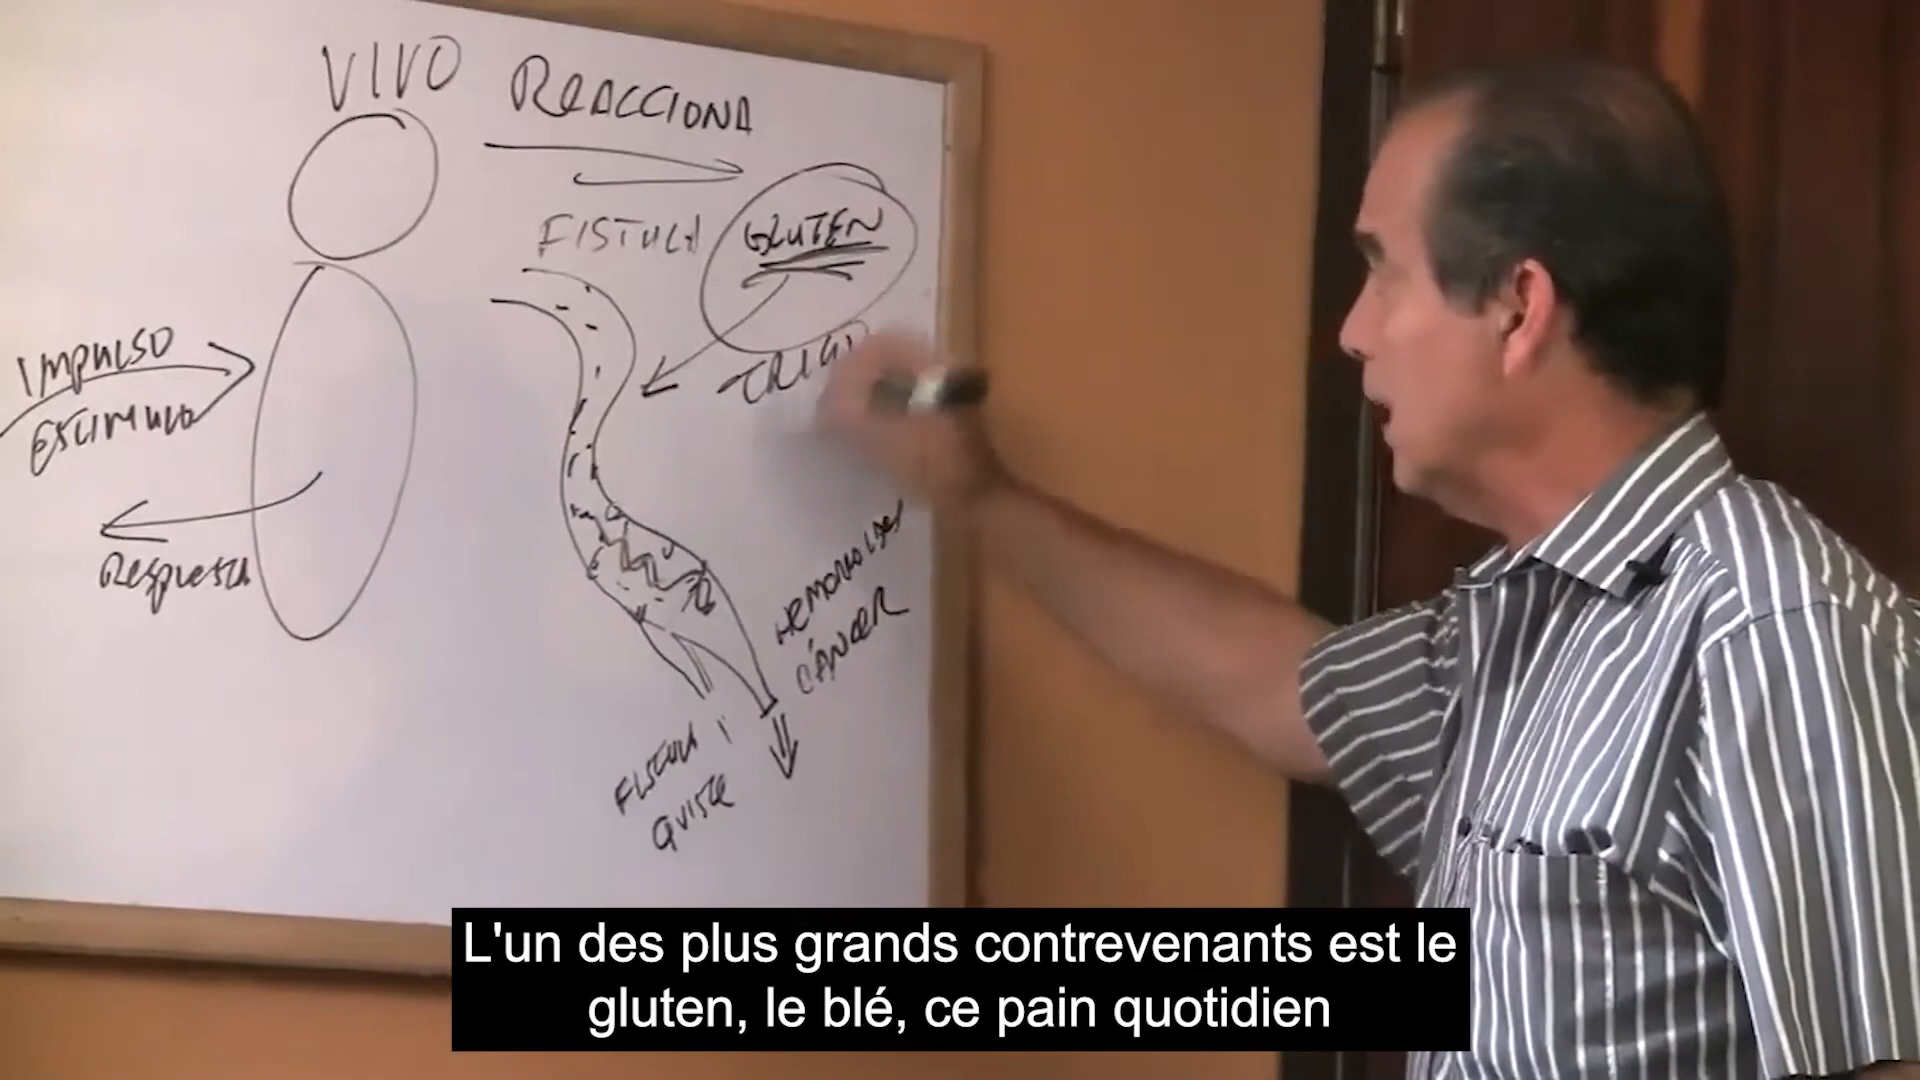 VIVO REACCIONA
FISTULA
GLUTEN
TRIGO
IMPULSO
ESTIMULO
RESPUESTA
HEMORROIDES
CÁNCER
FISTULA
QUISTE
L'un des plus grands contrevenants est le
gluten, le blé, ce pain quotidien